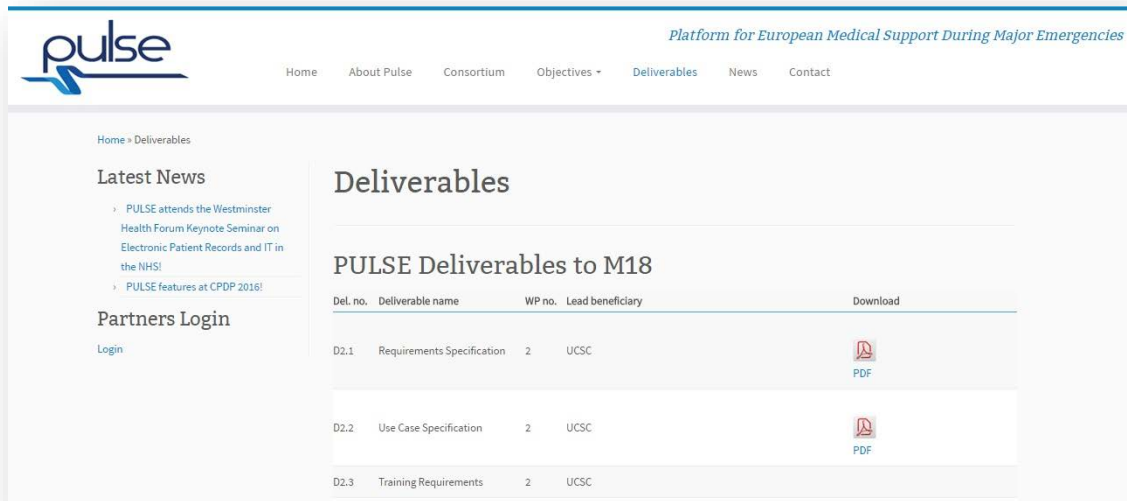 pulse
Platform for European Medical Support During Major Emergencies
Home About Pulse Consortium Objectives Deliverables News Contact
Home » Deliverables
Latest News
› PULSE attends the Westminster
Health Forum Keynote Seminar on
Electronic Patient Records and IT in
the NHS!
› PULSE features at CPDP 2016!
Partners Login
Login
Deliverables
PULSE Deliverables to M18
Del. no. Deliverable name WP no. Lead beneficiary Download
D2.1 Requirements Specification 2 UCSC
PDF
D2.2 Use Case Specification 2 UCSC
PDF
D2.3 Training Requirements 2 UCSC